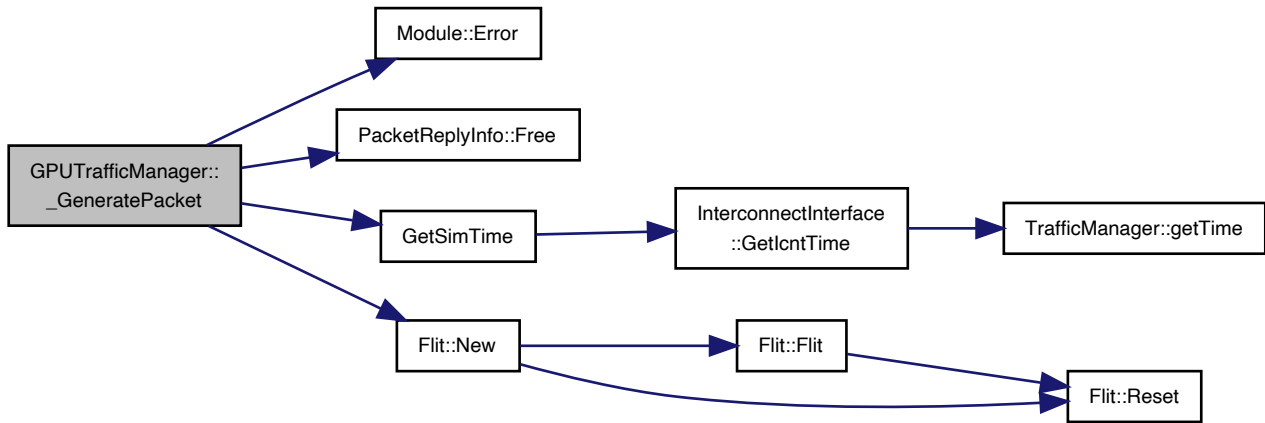 Module::Error
PacketReplyInfo::Free
GPUTrafficManager::
_GeneratePacket
GetSimTime
InterconnectInterface
::GetIcntTime
TrafficManager::getTime
Flit::New
Flit::Flit
Flit::Reset